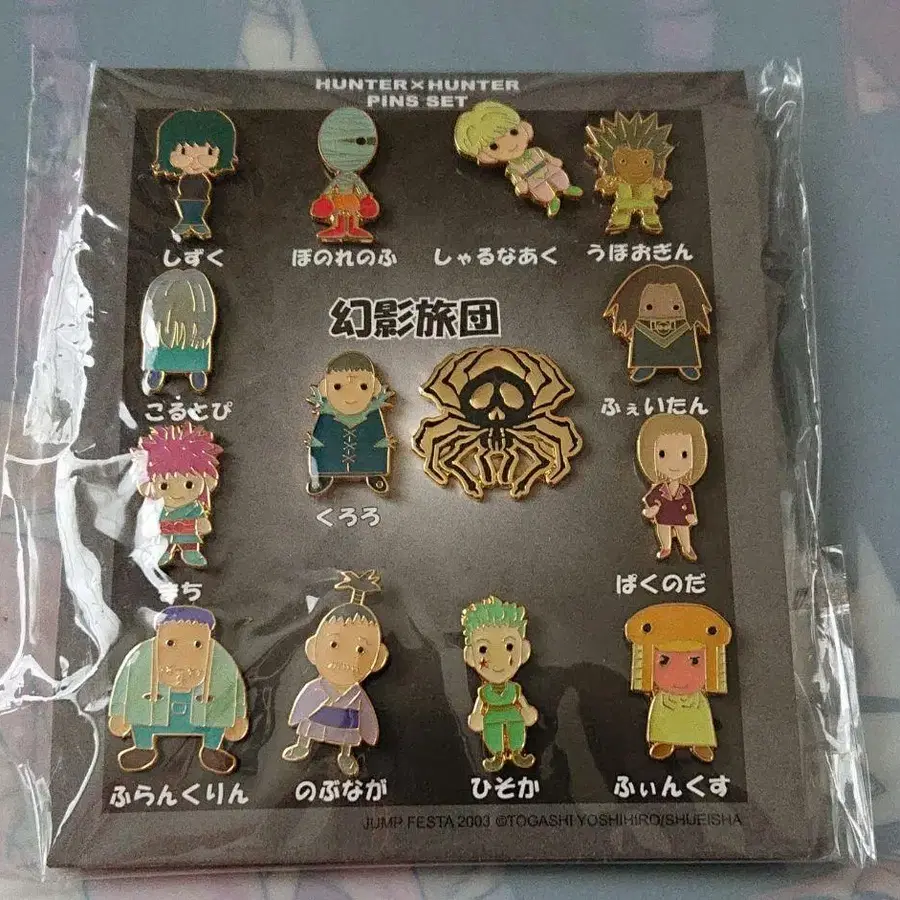 HUNTER×HUNTER
PINS SET
しずく
ぼのれのふ
しゃるなあく
うぼおぎん
幻影旅団
こるとぴ
ふぇいたん
くろろ
まち
ぱくのだ
ふらんくりん
のぶなが
ひそか
ふぃんくす
JUMP FESTA 2003 ©TOGASHI YOSHIHIRO/SHUEISHA